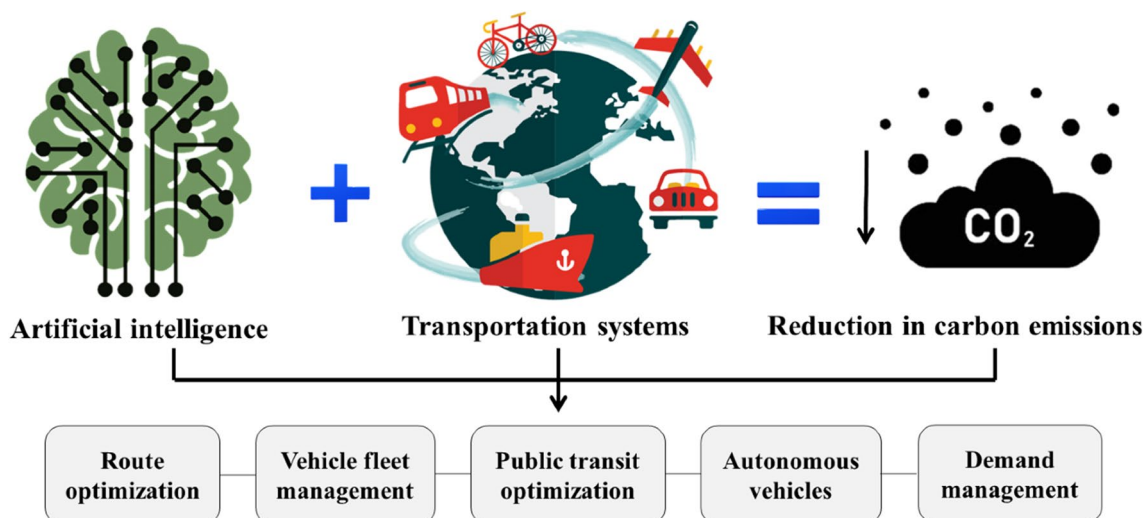 CO₂
Artificial intelligence
Transportation systems
Reduction in carbon emissions
Route
optimization
Vehicle fleet
management
Public transit
optimization
Autonomous
vehicles
Demand
management